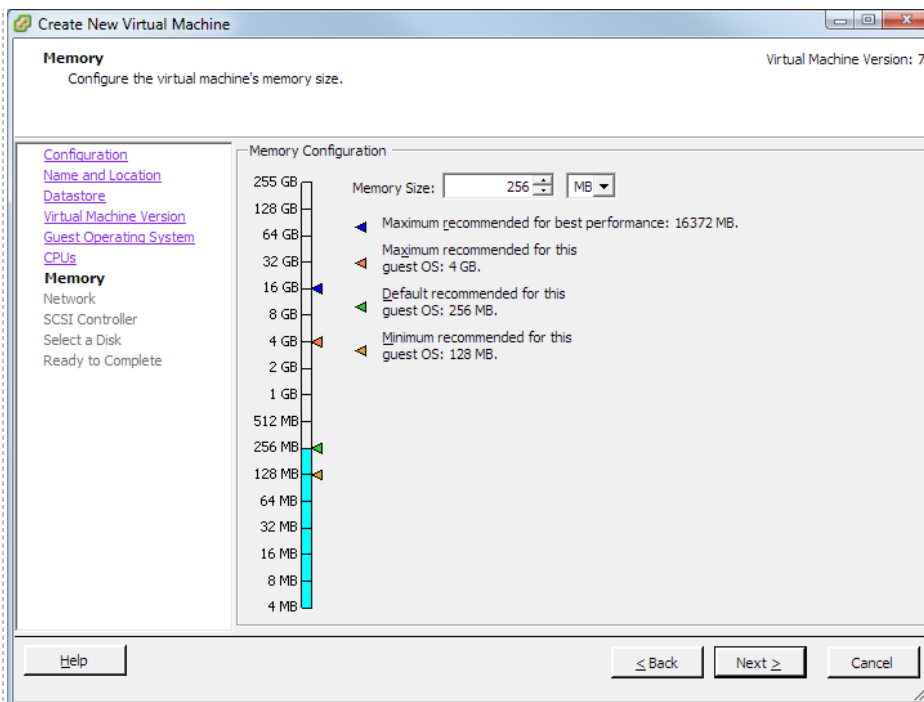 Create New Virtual Machine
Memory
Configure the virtual machine's memory size.
Virtual Machine Version: 7
Configuration
Name and Location
Datastore
Virtual Machine Version
Guest Operating System
CPUs
Memory
Network
SCSI Controller
Select a Disk
Ready to Complete
Memory Configuration
255 GB
128 GB
64 GB
32 GB
16 GB
8 GB
4 GB
2 GB
1 GB
512 MB
256 MB
128 MB
64 MB
32 MB
16 MB
8 MB
4 MB
Memory Size: 256 MB
Maximum recommended for best performance: 16372 MB.
Maximum recommended for this
guest OS: 4 GB.
Default recommended for this
guest OS: 256 MB.
Minimum recommended for this
guest OS: 128 MB.
Help
< Back
Next >
Cancel